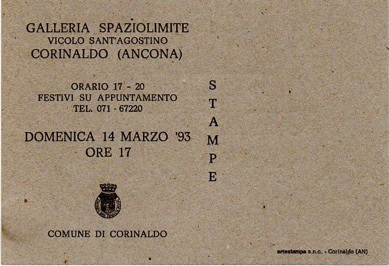 GALLERIA SPAZIOLIMITE
VICOLO SANT'AGOSTINO
CORINALDO (ANCONA)
ORARIO 17 - 20
FESTIVI SU APPUNTAMENTO
TEL. 071 - 67220
DOMENICA 14 MARZO '93
ORE 17
COMUNE DI CORINALDO
STAMPE
artestampa s.n.c. - Corinaldo (AN)